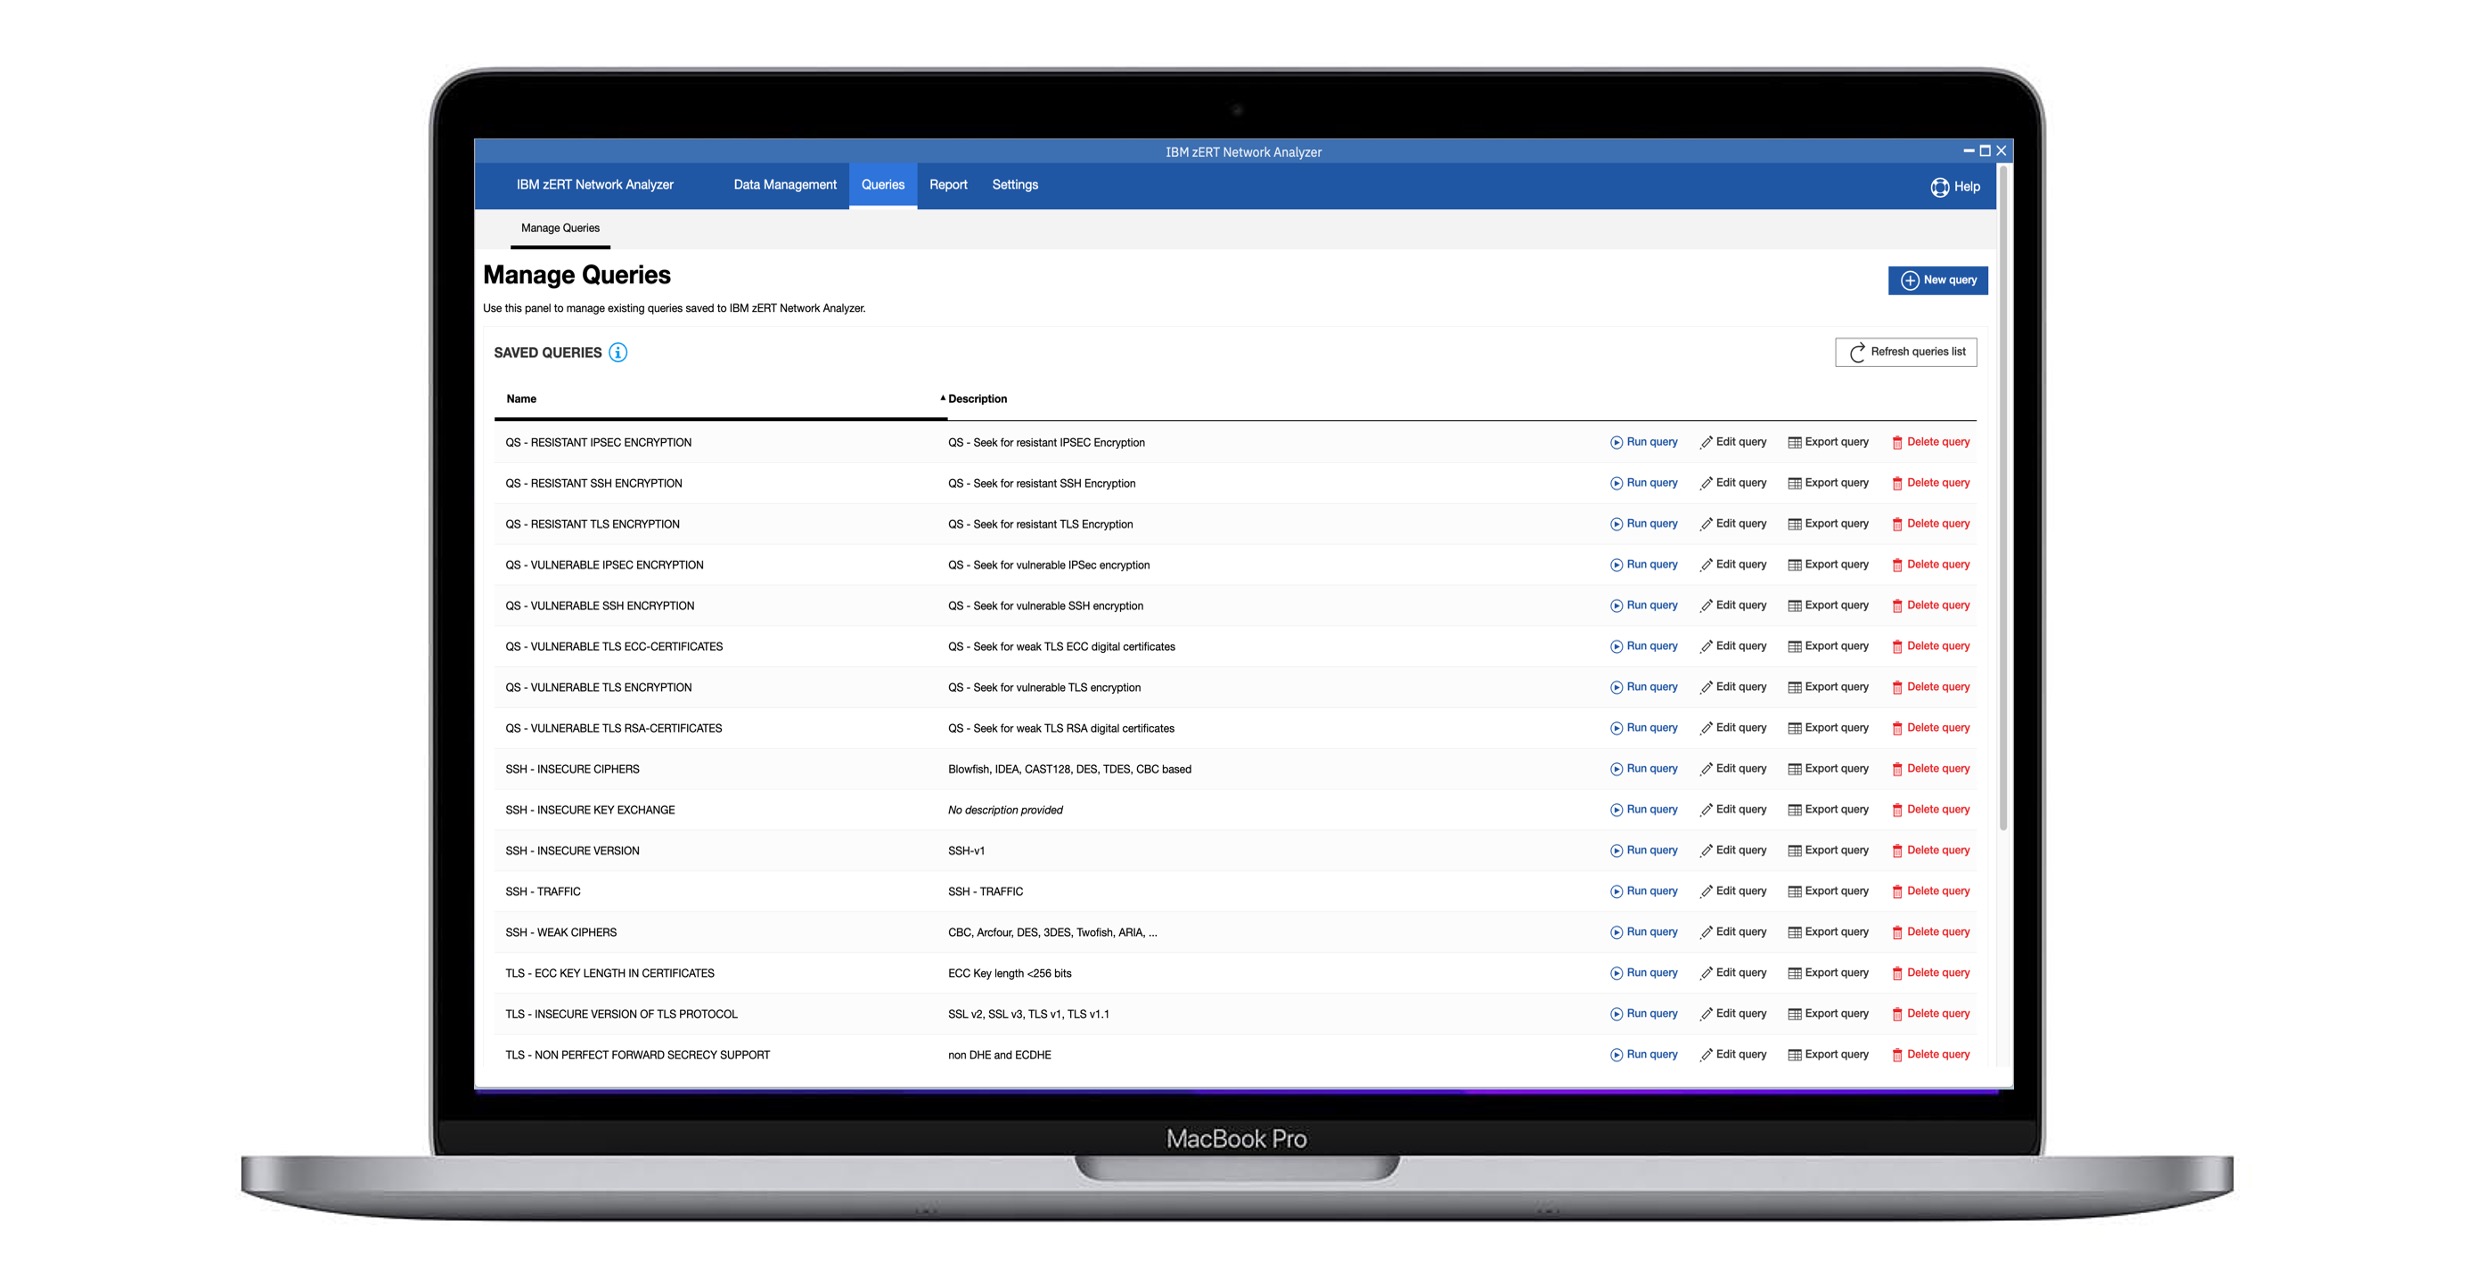 IBM zERT Network Analyzer
IBM zERT Network Analyzer Data Management Queries Report Settings Help
Manage Queries
Manage Queries
New query
Use this panel to manage existing queries saved to IBM zERT Network Analyzer.
SAVED QUERIES
Refresh queries list
Name Description
QS - RESISTANT IPSEC ENCRYPTION QS - Seek for resistant IPSEC Encryption Run query Edit query Export query Delete query
QS - RESISTANT SSH ENCRYPTION QS - Seek for resistant SSH Encryption Run query Edit query Export query Delete query
QS - RESISTANT TLS ENCRYPTION QS - Seek for resistant TLS Encryption Run query Edit query Export query Delete query
QS - VULNERABLE IPSEC ENCRYPTION QS - Seek for vulnerable IPSec encryption Run query Edit query Export query Delete query
QS - VULNERABLE SSH ENCRYPTION QS - Seek for vulnerable SSH encryption Run query Edit query Export query Delete query
QS - VULNERABLE TLS ECC-CERTIFICATES QS - Seek for weak TLS ECC digital certificates Run query Edit query Export query Delete query
QS - VULNERABLE TLS ENCRYPTION QS - Seek for vulnerable TLS encryption Run query Edit query Export query Delete query
QS - VULNERABLE TLS RSA-CERTIFICATES QS - Seek for weak TLS RSA digital certificates Run query Edit query Export query Delete query
SSH - INSECURE CIPHERS Blowfish, IDEA, CAST128, DES, TDES, CBC based Run query Edit query Export query Delete query
SSH - INSECURE KEY EXCHANGE No description provided Run query Edit query Export query Delete query
SSH - INSECURE VERSION SSH-v1 Run query Edit query Export query Delete query
SSH - TRAFFIC SSH - TRAFFIC Run query Edit query Export query Delete query
SSH - WEAK CIPHERS CBC, Arcfour, DES, 3DES, Twofish, ARIA, ... Run query Edit query Export query Delete query
TLS - ECC KEY LENGTH IN CERTIFICATES ECC Key length <256 bits Run query Edit query Export query Delete query
TLS - INSECURE VERSION OF TLS PROTOCOL SSL v2, SSL v3, TLS v1, TLS v1.1 Run query Edit query Export query Delete query
TLS - NON PERFECT FORWARD SECRECY SUPPORT non DHE and ECDHE Run query Edit query Export query Delete query
MacBook Pro